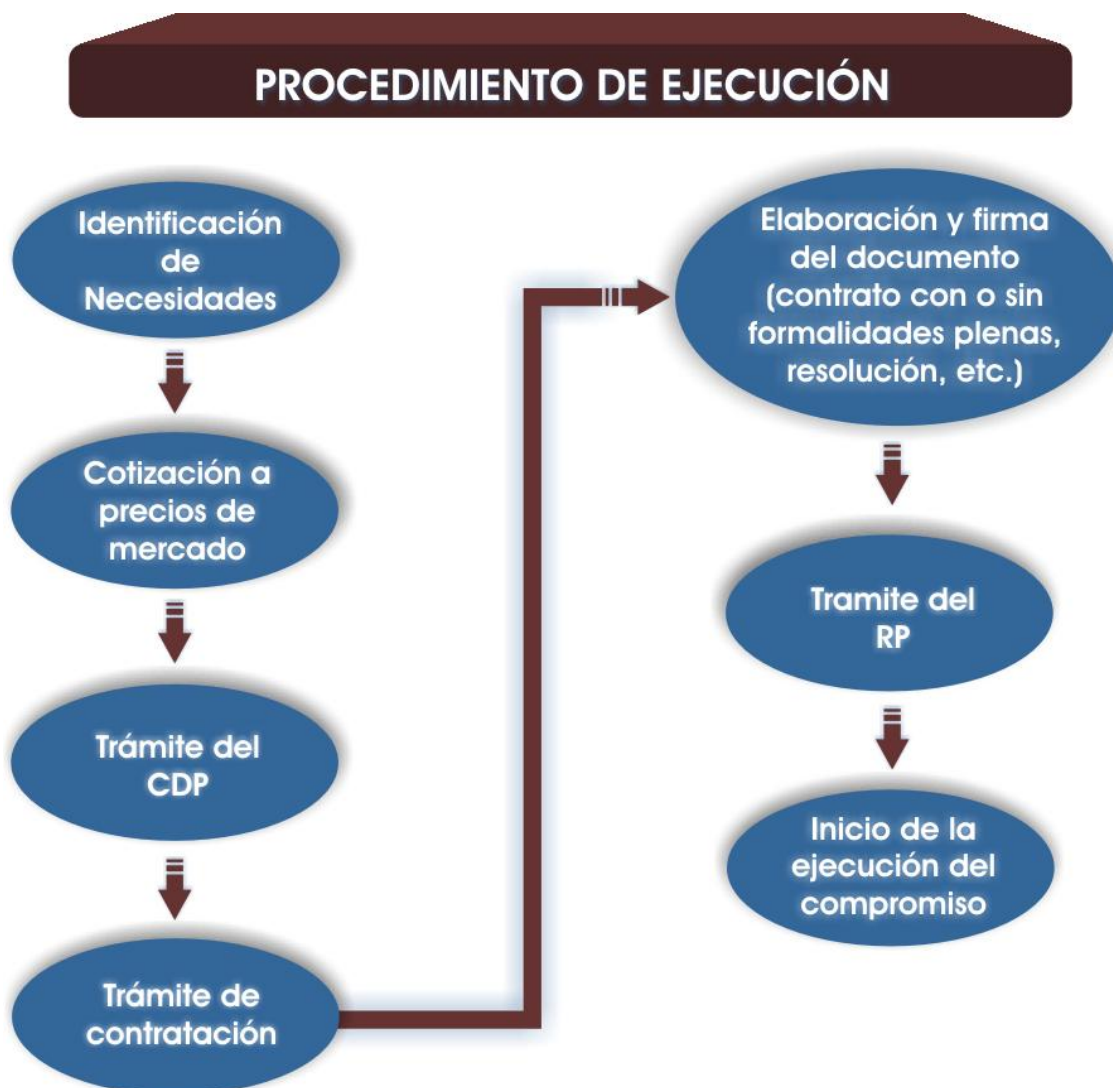 PROCEDIMIENTO DE EJECUCIÓN
Identificación
de
Necesidades
Cotización a
precios de
mercado
Trámite del
CDP
Trámite de
contratación
Elaboración y firma
del documento
(contrato con o sin
formalidades plenas,
resolución, etc.)
Tramite del
RP
Inicio de la
ejecución del
compromiso